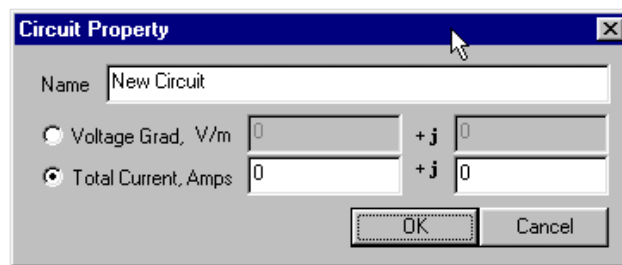 Circuit Property
Name New Circuit
Voltage Grad, V/m 0 +j 0
Total Current, Amps 0 +j 0
OK Cancel